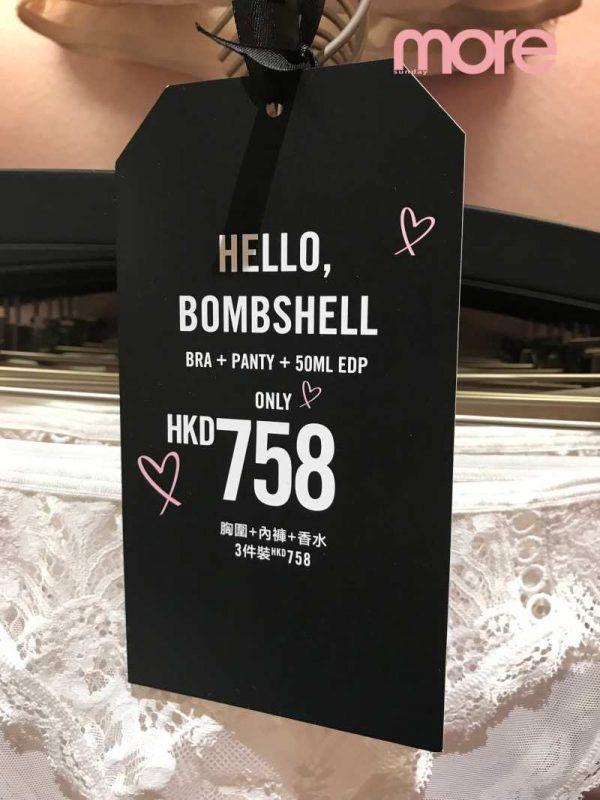 more
sunday
HELLO,
BOMBSHELL
BRA + PANTY + 50ML EDP
ONLY
HKD758
胸圍+內褲+香水
3件裝HKD758